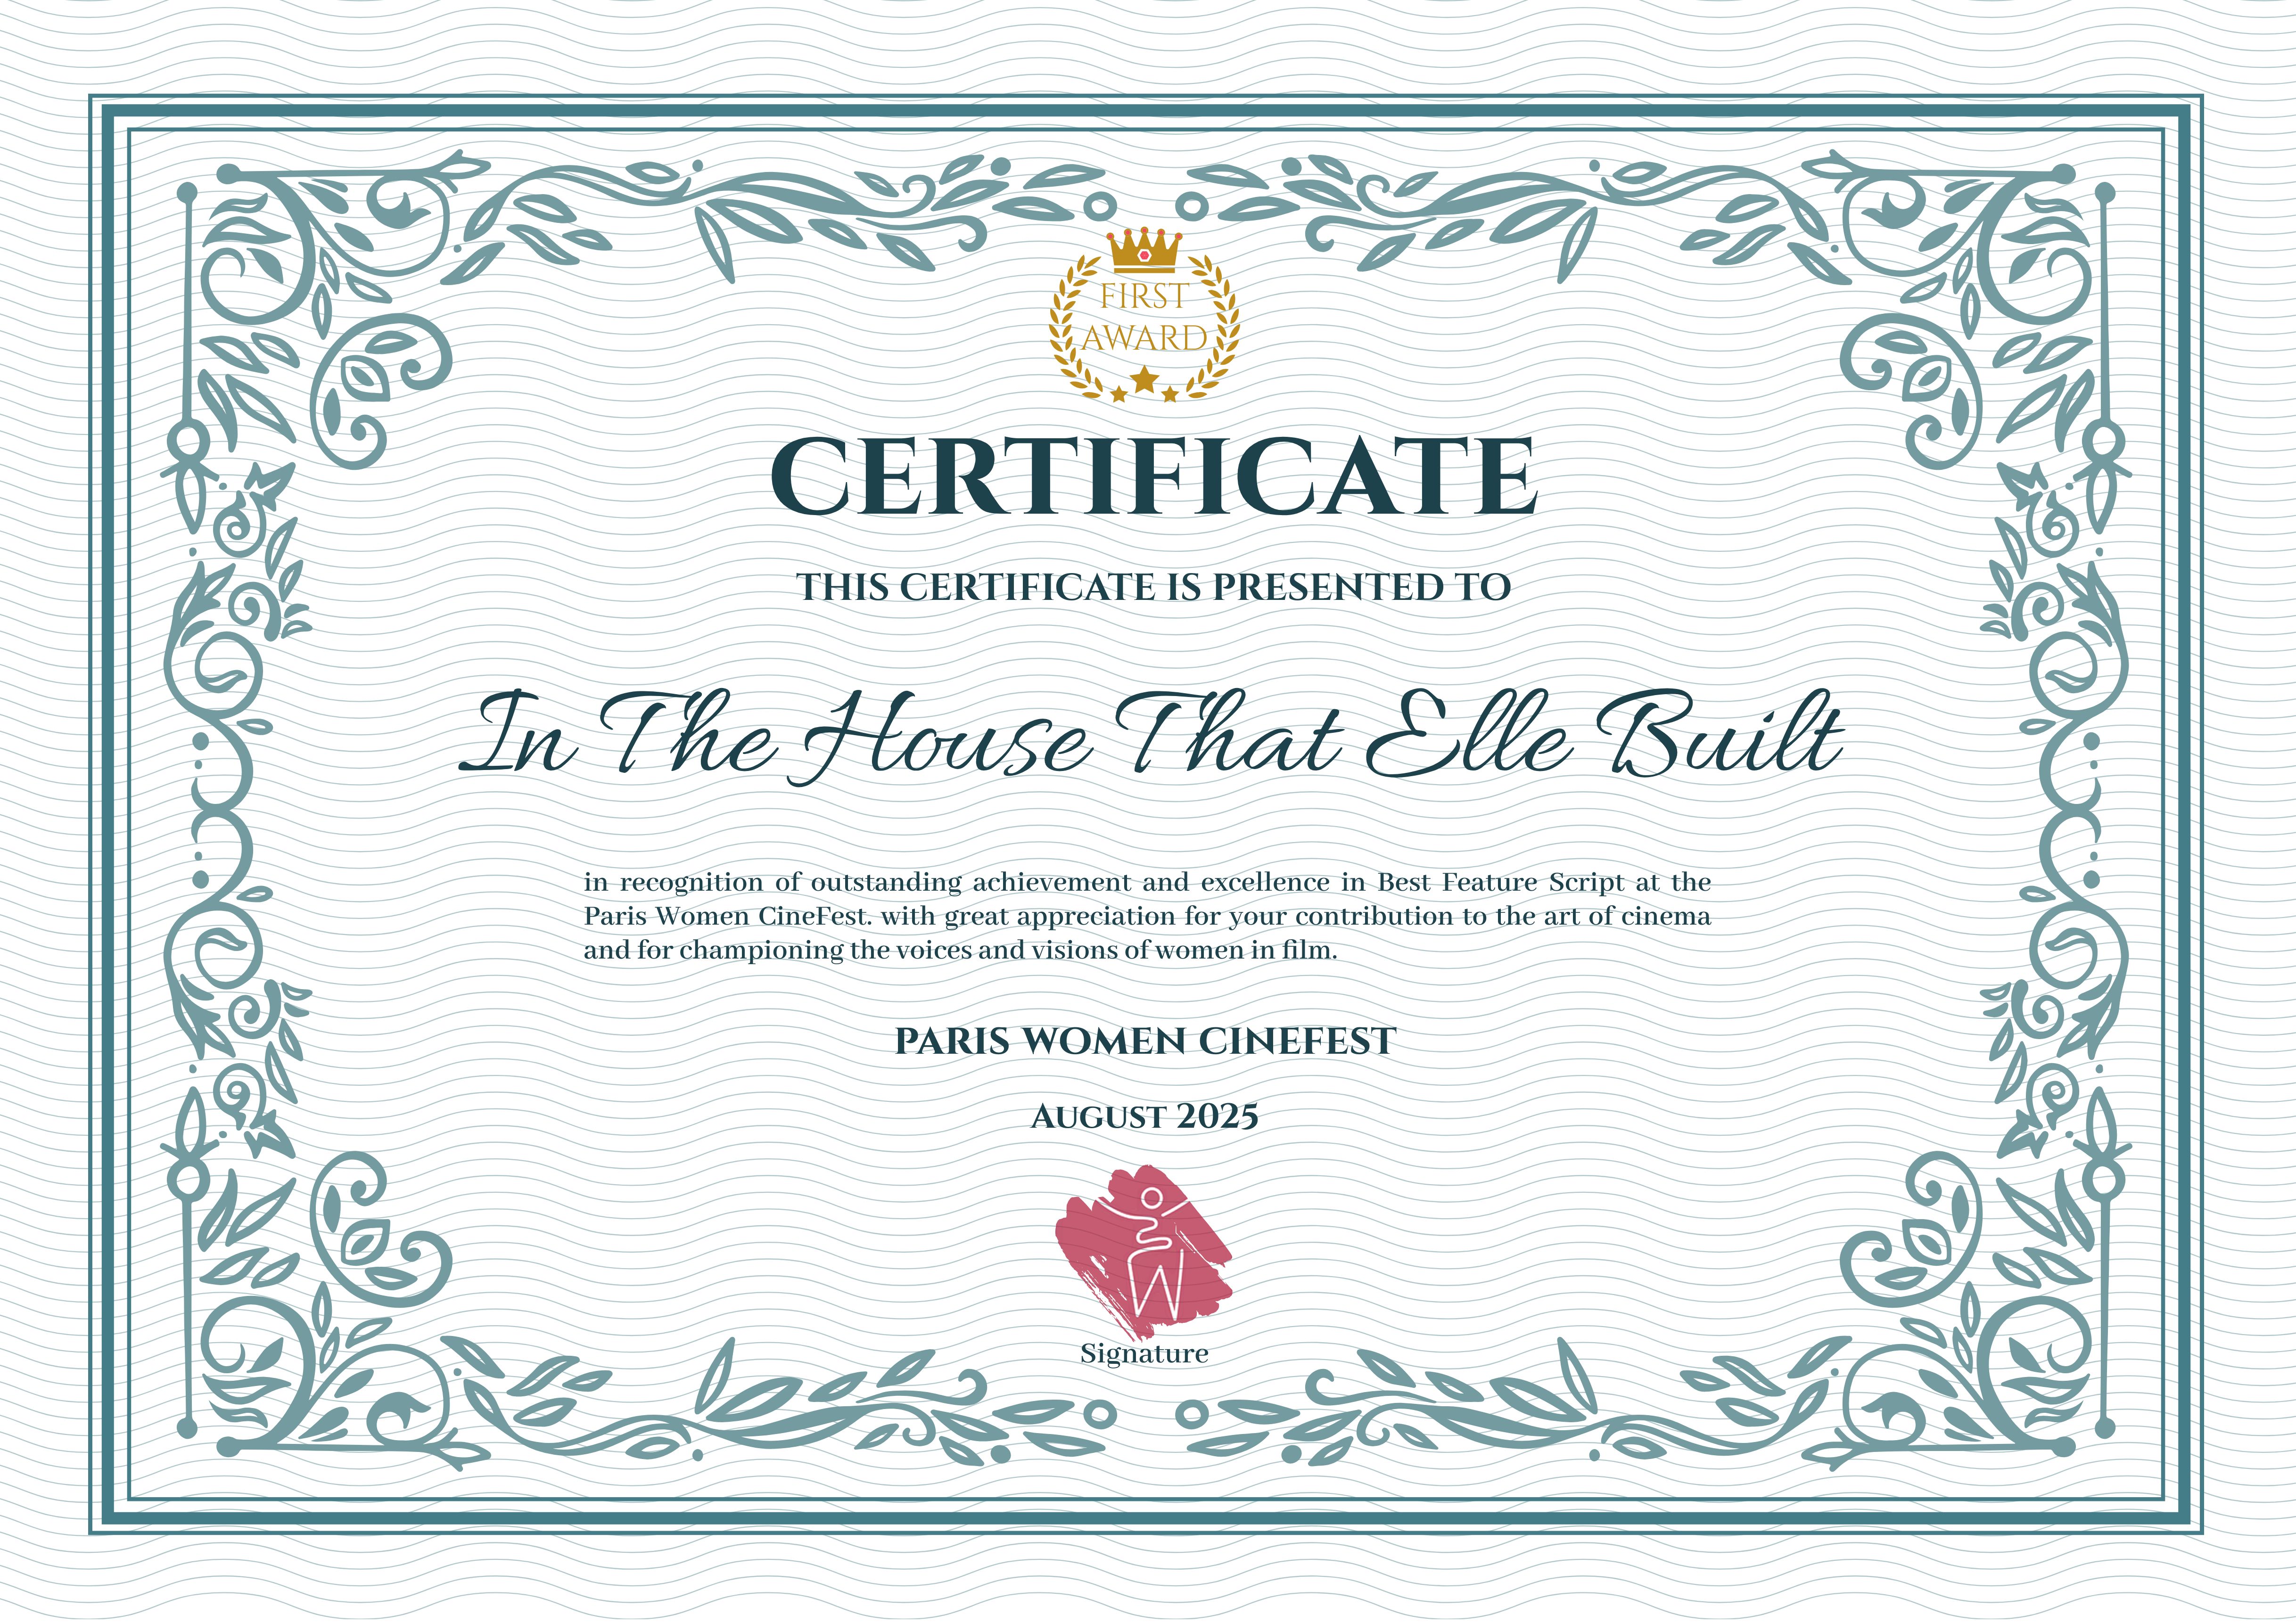 FIRST
AWARD
CERTIFICATE
THIS CERTIFICATE IS PRESENTED TO
In The House That Elle Built
in recognition of outstanding achievement and excellence in Best Feature Script at the
Paris Women CineFest. with great appreciation for your contribution to the art of cinema
and for championing the voices and visions of women in film.
PARIS WOMEN CINEFEST
AUGUST 2025
Signature